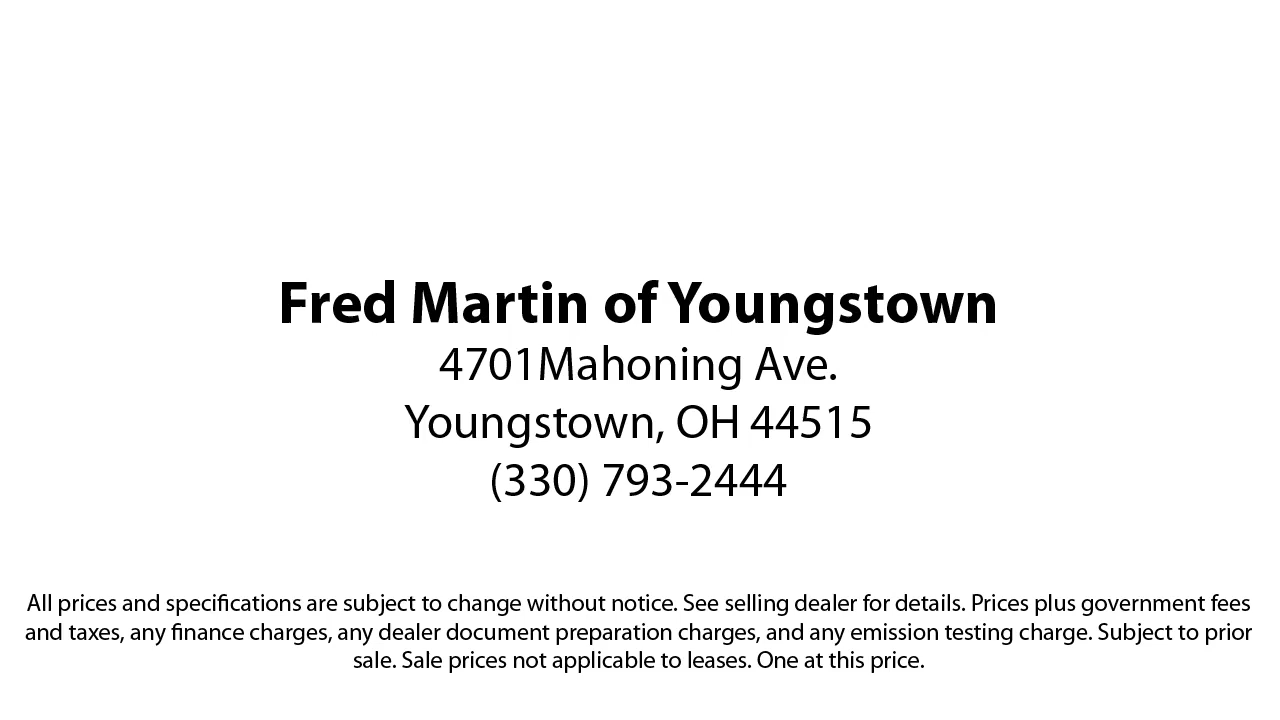 Fred Martin of Youngstown
4701Mahoning Ave.
Youngstown, OH 44515
(330) 793-2444
All prices and specifications are subject to change without notice. See selling dealer for details. Prices plus government fees
and taxes, any finance charges, any dealer document preparation charges, and any emission testing charge. Subject to prior
sale. Sale prices not applicable to leases. One at this price.